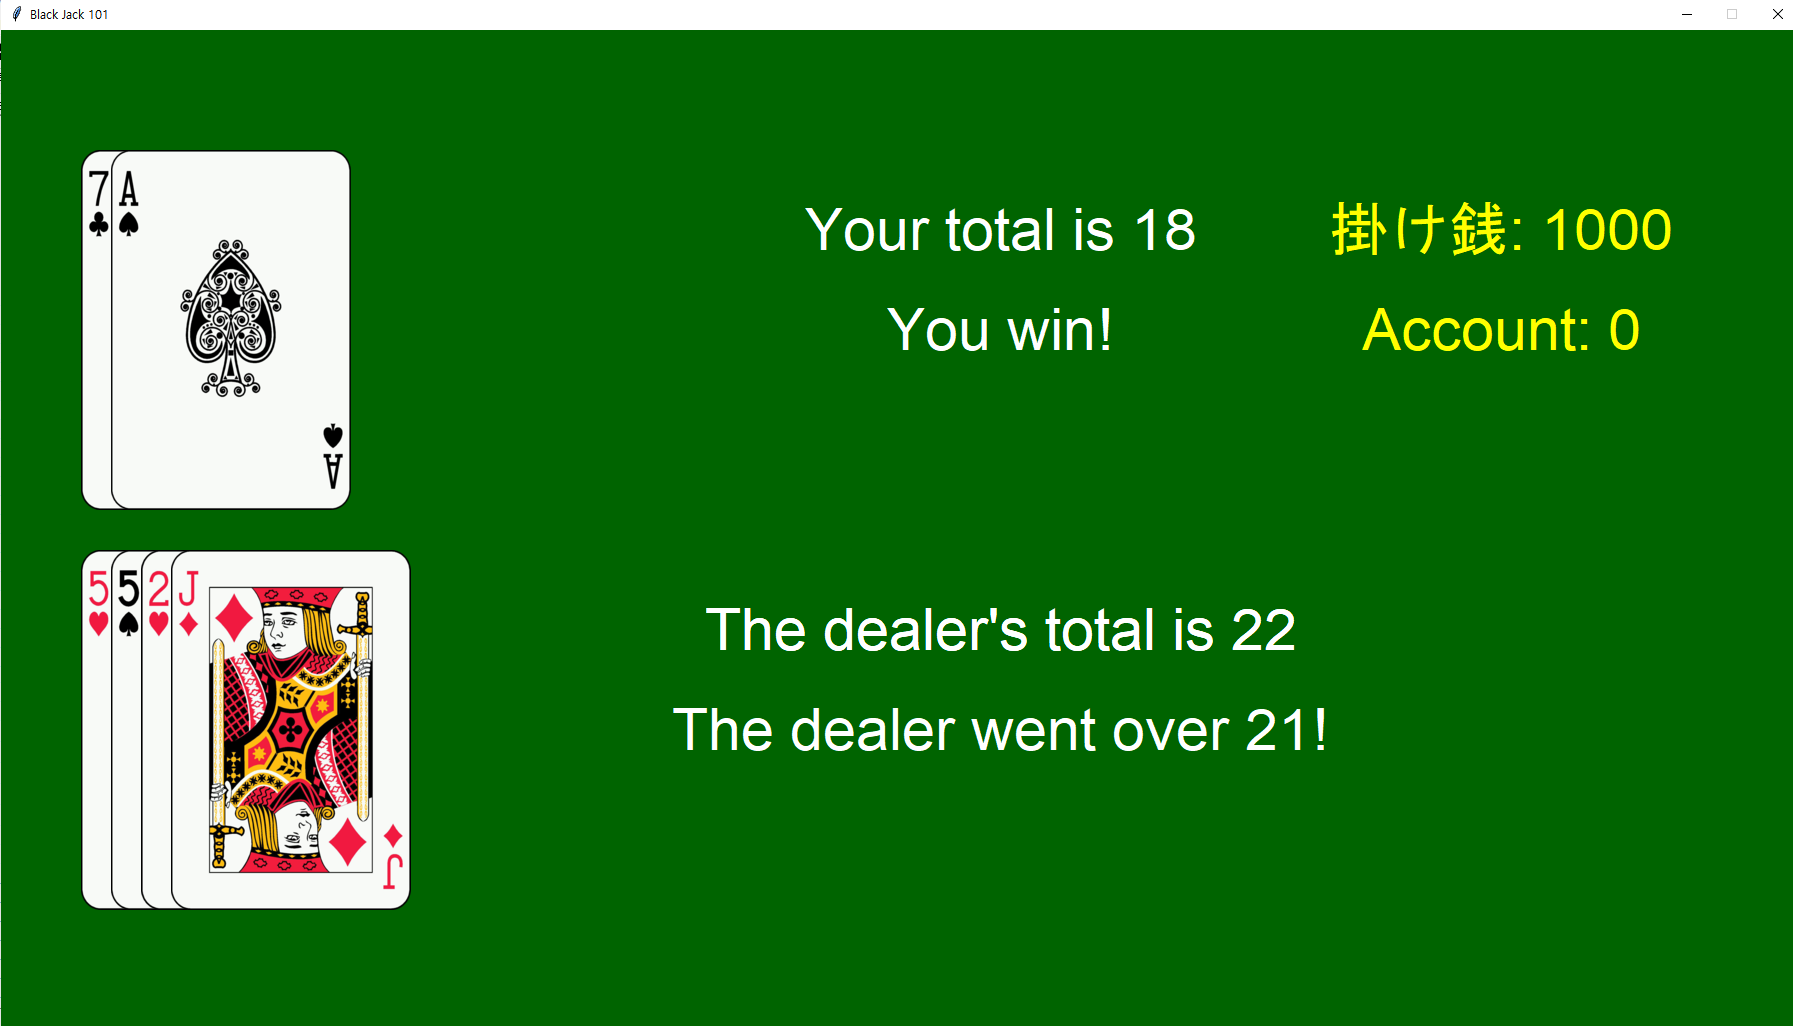 Black Jack 101
7 A
Your total is 18
掛け銭: 1000
You win!
Account: 0
A
5 5 2 J
The dealer's total is 22
The dealer went over 21!
J